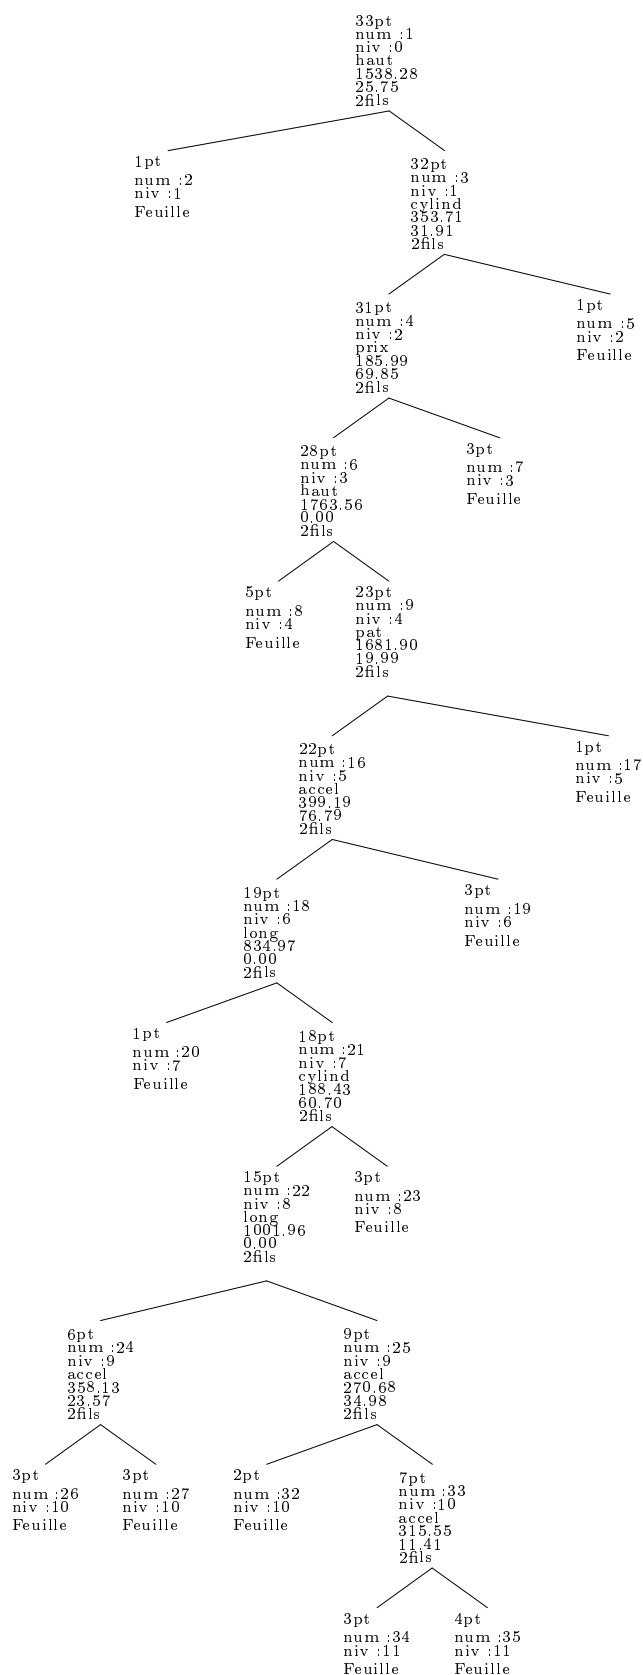 33pt
num :1
niv :0
haut
1538.28
25.75
2fils
1pt
num :2
niv :1
Feuille
32pt
num :3
niv :1
cylind
353.71
31.91
2fils
31pt
num :4
niv :2
prix
185.99
69.85
2fils
1pt
num :5
niv :2
Feuille
28pt
num :6
niv :3
haut
1763.56
0.00
2fils
3pt
num :7
niv :3
Feuille
5pt
num :8
niv :4
Feuille
23pt
num :9
niv :4
pat
1681.90
19.99
2fils
22pt
num :16
niv :5
accel
399.19
76.79
2fils
1pt
num :17
niv :5
Feuille
19pt
num :18
niv :6
long
834.97
0.00
2fils
3pt
num :19
niv :6
Feuille
1pt
num :20
niv :7
Feuille
18pt
num :21
niv :7
cylind
188.43
60.70
2fils
15pt
num :22
niv :8
long
1001.96
0.00
2fils
3pt
num :23
niv :8
Feuille
6pt
num :24
niv :9
accel
358.13
23.57
2fils
9pt
num :25
niv :9
accel
270.68
34.98
2fils
3pt
num :26
niv :10
Feuille
3pt
num :27
niv :10
Feuille
2pt
num :32
niv :10
Feuille
7pt
num :33
niv :10
accel
315.55
11.41
2fils
3pt
num :34
niv :11
Feuille
4pt
num :35
niv :11
Feuille